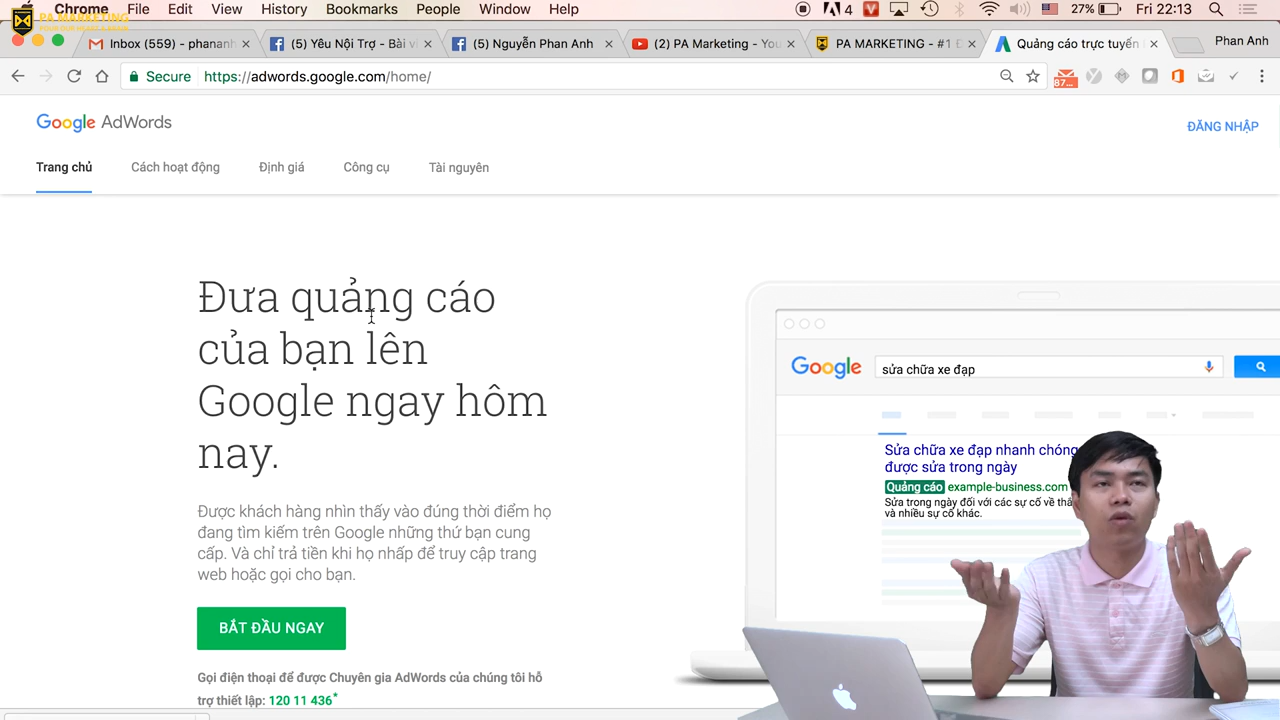 Chrome File Edit View History Bookmarks People Window Help 4 27% Fri 22:13
PA MARKETING
Inbox (559) - phananh
(5) Yêu Nội Trợ - Bài vi
(5) Nguyễn Phan Anh
(2) PA Marketing - You
PA MARKETING - #1 E
Quảng cáo trực tuyến
Phan Anh
Secure https://adwords.google.com/home/
87...
Google AdWords
ĐĂNG NHẬP
Trang chủ Cách hoạt động Định giá Công cụ Tài nguyên
Đưa quảng cáo
của bạn lên
Google ngay hôm
nay.
Được khách hàng nhìn thấy vào đúng thời điểm họ
đang tìm kiếm trên Google những thứ bạn cung
cấp. Và chỉ trả tiền khi họ nhấp để truy cập trang
web hoặc gọi cho bạn.
BẮT ĐẦU NGAY
Gọi điện thoại để được Chuyên gia AdWords của chúng tôi hỗ
trợ thiết lập: 120 11 436*
Google
sửa chữa xe đạp
Sửa chữa xe đạp nhanh chóng
được sửa trong ngày
Quảng cáo example-business.com
Sửa trong ngày đối với các sự cố về thâ
và nhiều sự cố khác.